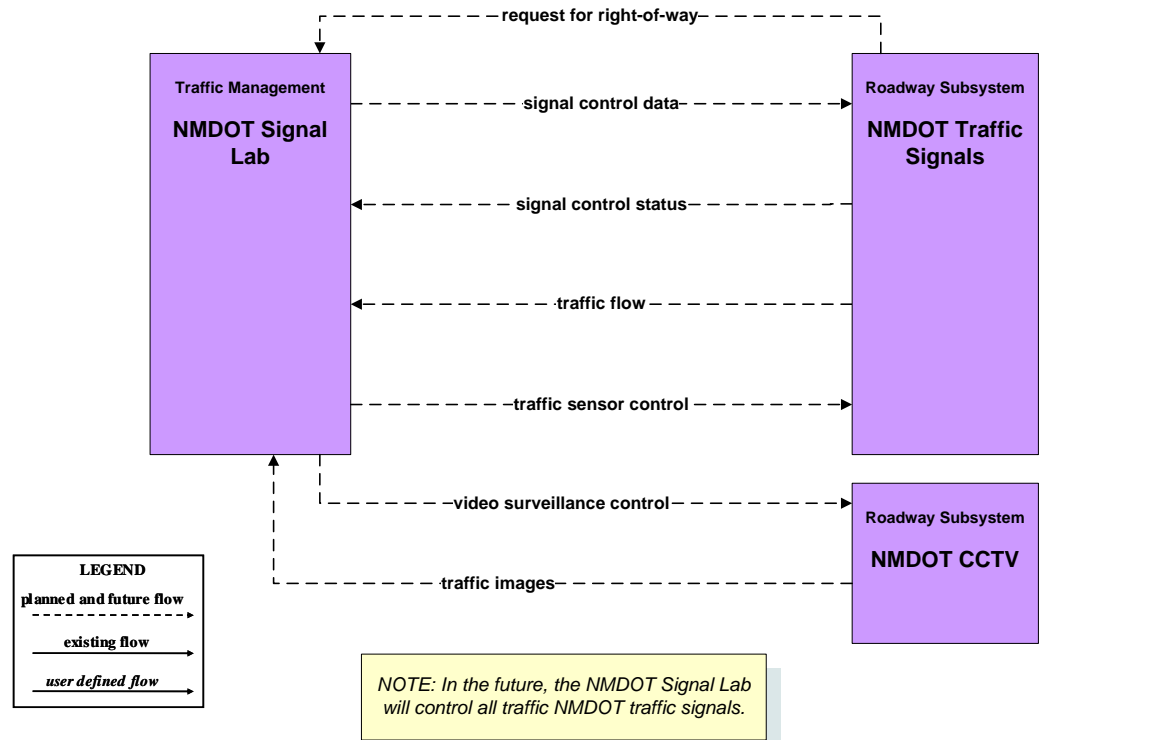 request for right-of-way
Traffic Management
NMDOT Signal
Lab
Roadway Subsystem
NMDOT Traffic
Signals
signal control data
signal control status
traffic flow
traffic sensor control
video surveillance control
traffic images
Roadway Subsystem
NMDOT CCTV
LEGEND
planned and future flow
existing flow
user defined flow
NOTE: In the future, the NMDOT Signal Lab
will control all traffic NMDOT traffic signals.